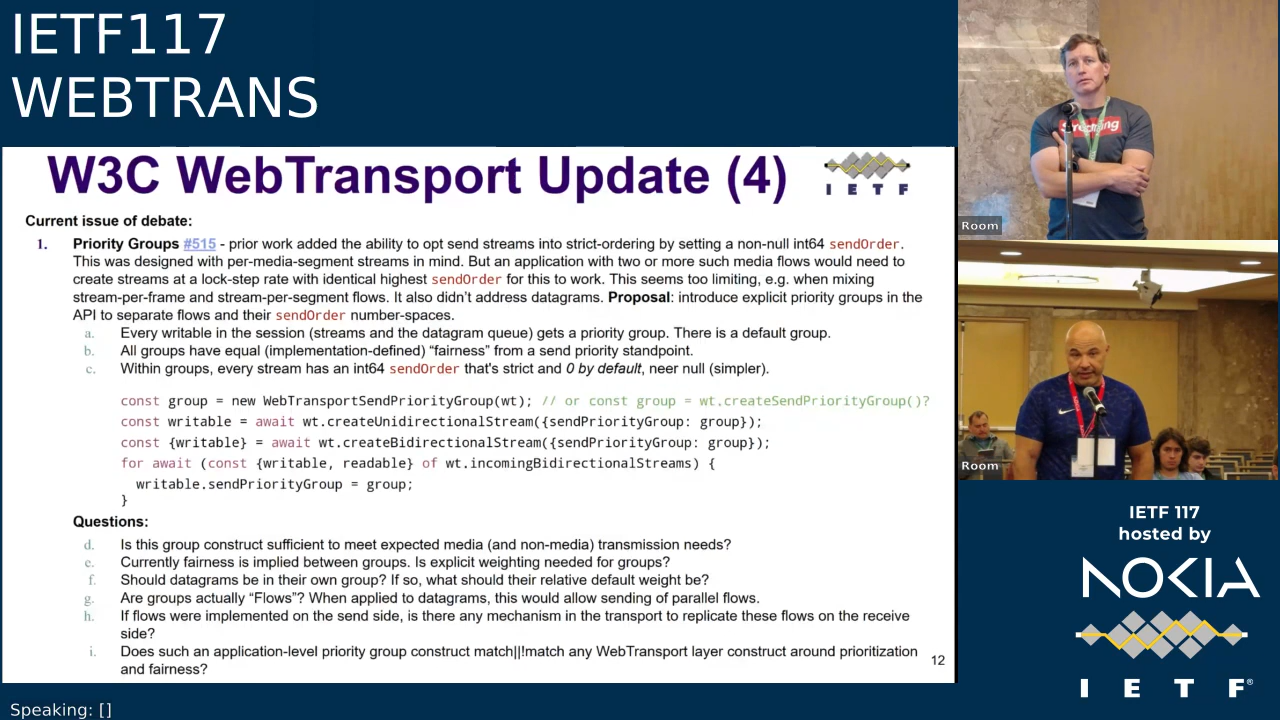 IETF117
WEBTRANS
W3C WebTransport Update (4)
I E T F
Current issue of debate:
1. Priority Groups #515 - prior work added the ability to opt send streams into strict-ordering by setting a non-null int64 sendOrder.
This was designed with per-media-segment streams in mind. But an application with two or more such media flows would need to
create streams at a lock-step rate with identical highest sendOrder for this to work. This seems too limiting, e.g. when mixing
stream-per-frame and stream-per-segment flows. It also didn't address datagrams. Proposal: introduce explicit priority groups in the
API to separate flows and their sendOrder number-spaces.
a. Every writable in the session (streams and the datagram queue) gets a priority group. There is a default group.
b. All groups have equal (implementation-defined) “fairness” from a send priority standpoint.
c. Within groups, every stream has an int64 sendOrder that's strict and 0 by default, neer null (simpler).
const group = new WebTransportSendPriorityGroup(wt); // or const group = wt.createSendPriorityGroup()?
const writable = await wt.createUnidirectionalStream({sendPriorityGroup: group});
const {writable} = await wt.createBidirectionalStream({sendPriorityGroup: group});
for await (const {writable, readable} of wt.incomingBidirectionalStreams) {
writable.sendPriorityGroup = group;
}
Questions:
d. Is this group construct sufficient to meet expected media (and non-media) transmission needs?
e. Currently fairness is implied between groups. Is explicit weighting needed for groups?
f. Should datagrams be in their own group? If so, what should their relative default weight be?
g. Are groups actually “Flows”? When applied to datagrams, this would allow sending of parallel flows.
h. If flows were implemented on the send side, is there any mechanism in the transport to replicate these flows on the receive
side?
i. Does such an application-level priority group construct match||!match any WebTransport layer construct around prioritization
and fairness?
12
Speaking: []
Room
Room
IETF 117
hosted by
NOKIA
I E T F®